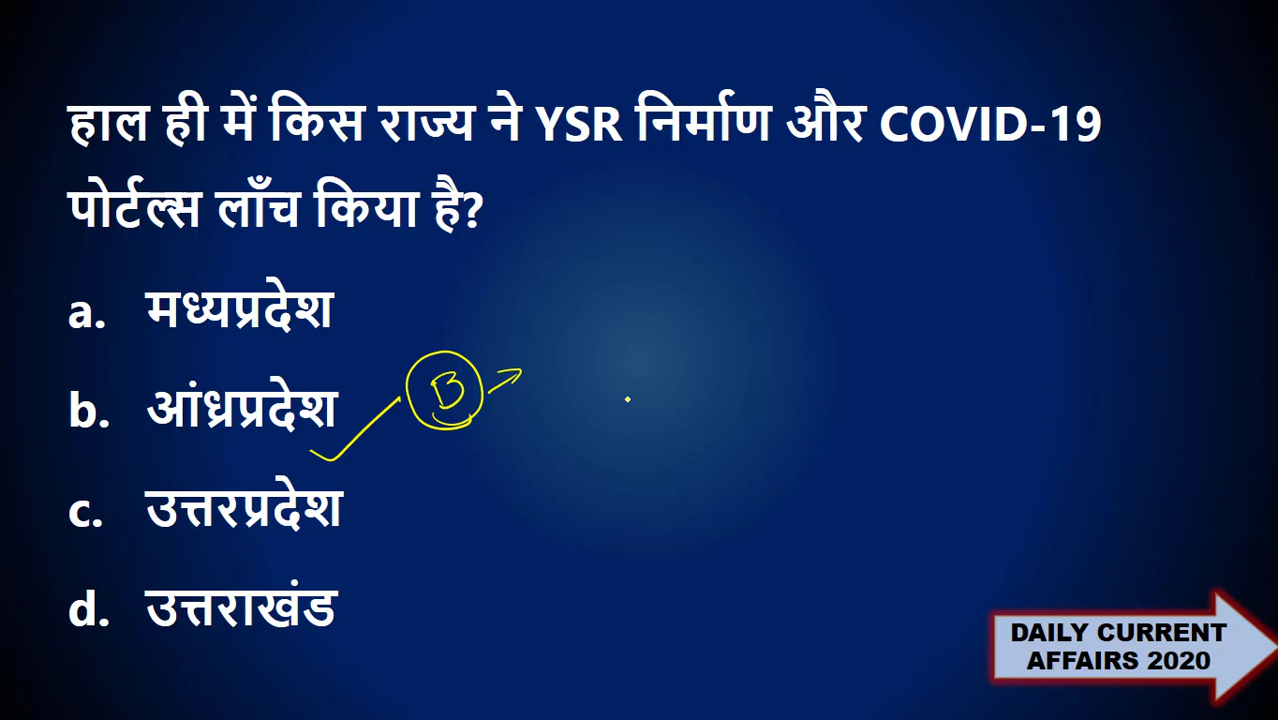 हाल ही में किस राज्य ने YSR निर्माण और COVID-19
पोर्टल्स लाँच किया है?
a. मध्यप्रदेश
b. आंध्रप्रदेश
B
c. उत्तरप्रदेश
d. उत्तराखंड
DAILY CURRENT
AFFAIRS 2020